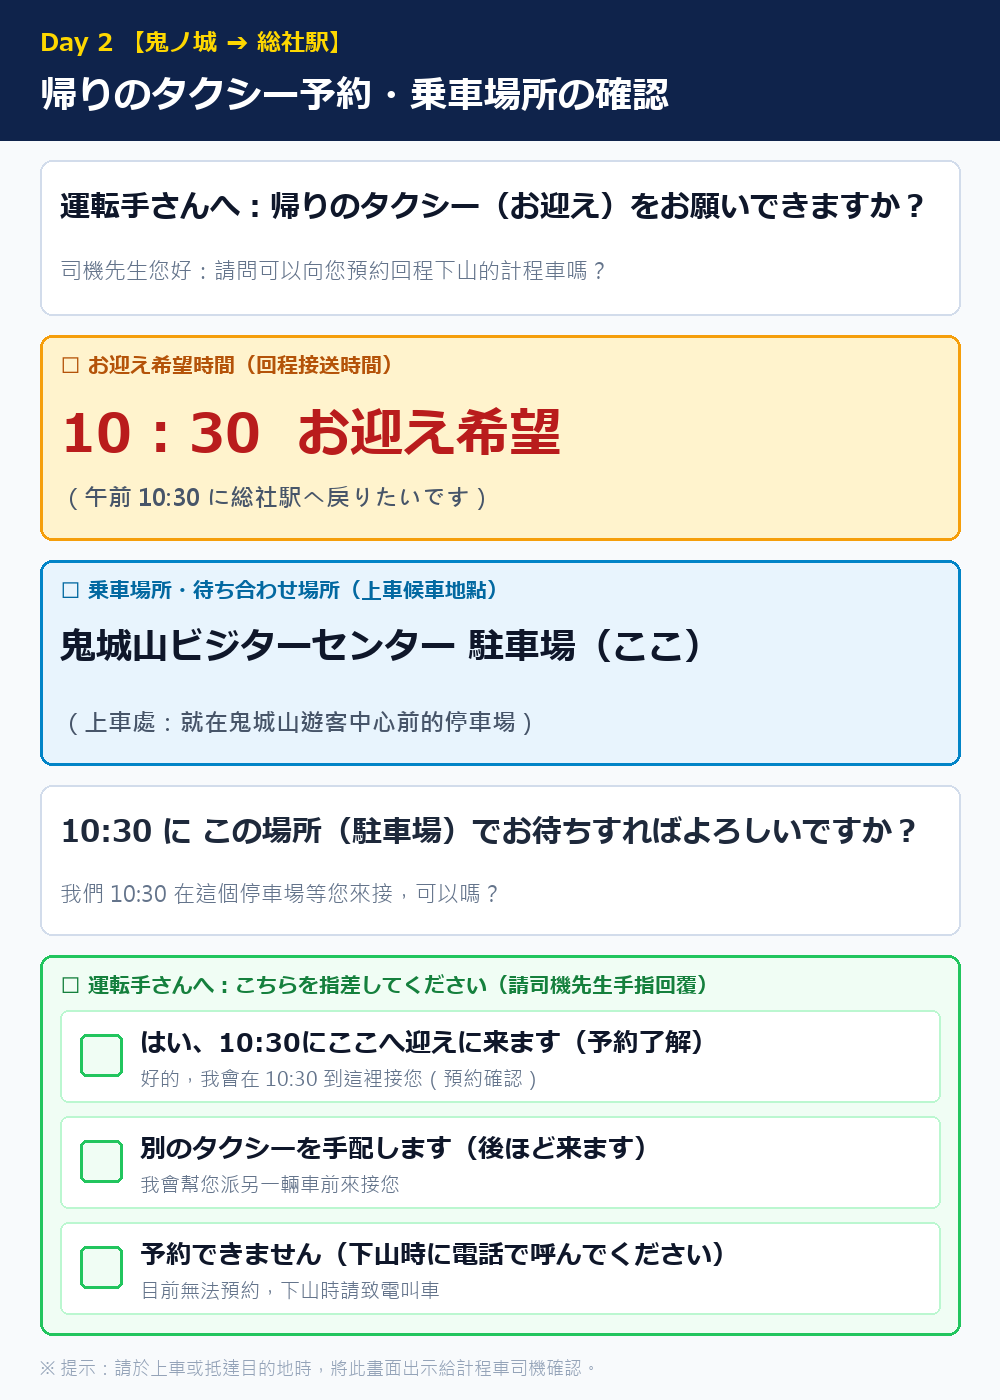 Day 2 【鬼ノ城 ➔ 総社駅】
帰りのタクシー予約・乗車場所の確認
運転手さんへ：帰りのタクシー（お迎え）をお願いできますか？
司機先生您好：請問可以向您預約回程下山的計程車嗎？
□ お迎え希望時間（回程接送時間）
10：30 お迎え希望
（午前 10:30 に総社駅へ戻りたいです）
□ 乗車場所・待ち合わせ場所（上車候車地點）
鬼城山ビジターセンター 駐車場（ここ）
（上車處：就在鬼城山遊客中心前的停車場）
10:30 に この場所（駐車場）でお待ちすればよろしいですか？
我們 10:30 在這個停車場等您來接，可以嗎？
□ 運転手さんへ：こちらを指差してください（請司機先生手指回覆）
はい、10:30にここへ迎えに来ます（予約了解）
好的，我會在 10:30 到這裡接您（預約確認）
別のタクシーを手配します（後ほど来ます）
我會幫您派另一輛車前來接您
予約できません（下山時に電話で呼んでください）
目前無法預約，下山時請致電叫車
※ 提示：請於上車或抵達目的地時，將此畫面出示給計程車司機確認。